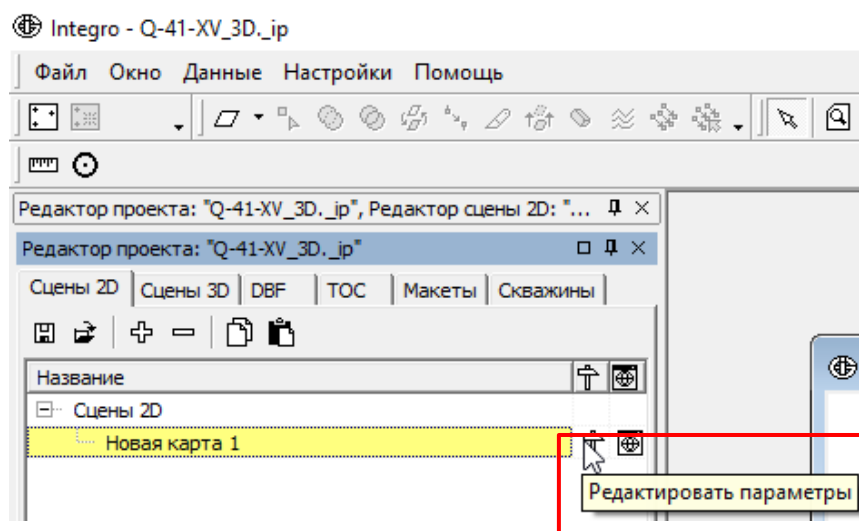 Integro - Q-41-XV_3D._ip
Файл Окно Данные Настройки Помощь
Редактор проекта: "Q-41-XV_3D._ip", Редактор сцены 2D: "...
Редактор проекта: "Q-41-XV_3D._ip"
Сцены 2D Сцены 3D DBF TOC Макеты Скважины
Название
Сцены 2D
Новая карта 1
Редактировать параметры